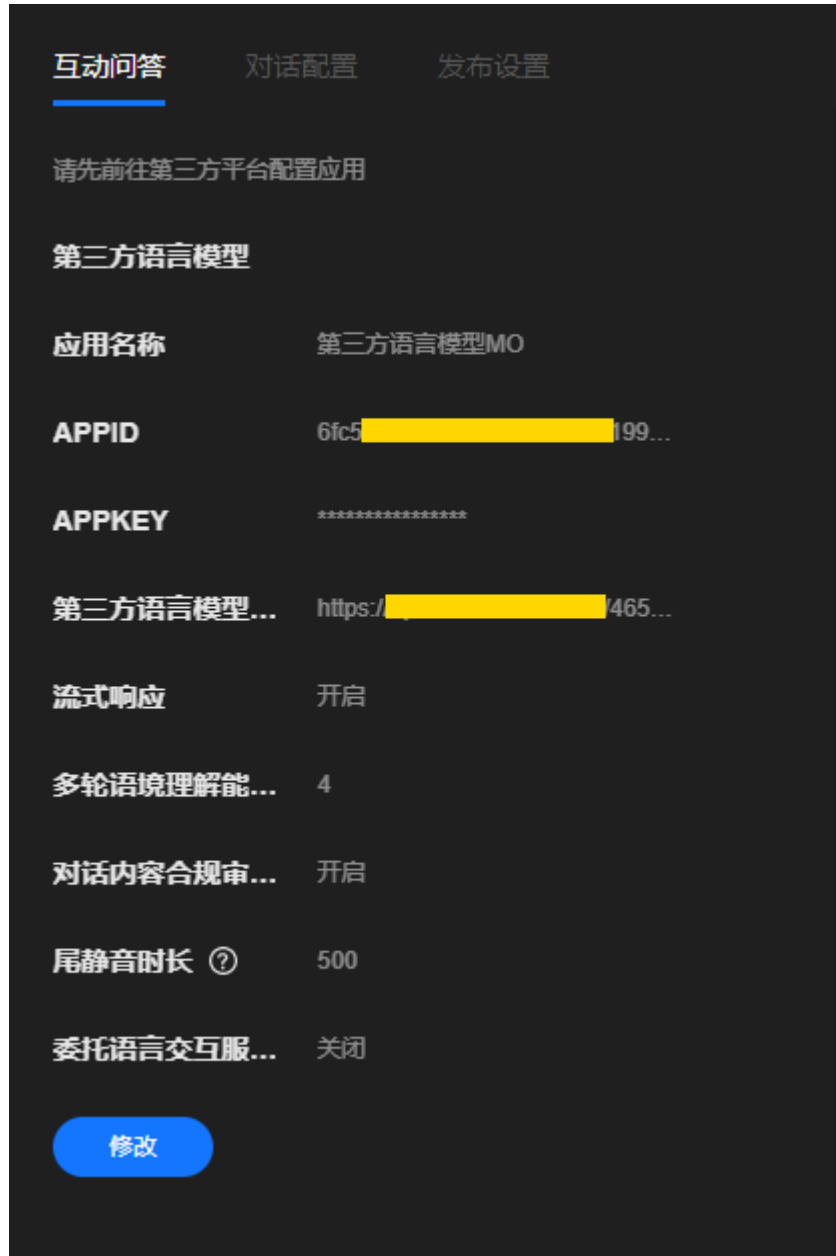 互动问答 对话配置 发布设置
请先前往第三方平台配置应用
第三方语言模型
应用名称 第三方语言模型MO
APPID 6fc5 199...
APPKEY ****************
第三方语言模型... https:/ /465...
流式响应 开启
多轮语境理解能... 4
对话内容合规审... 开启
尾静音时长 ? 500
委托语言交互服... 关闭
修改